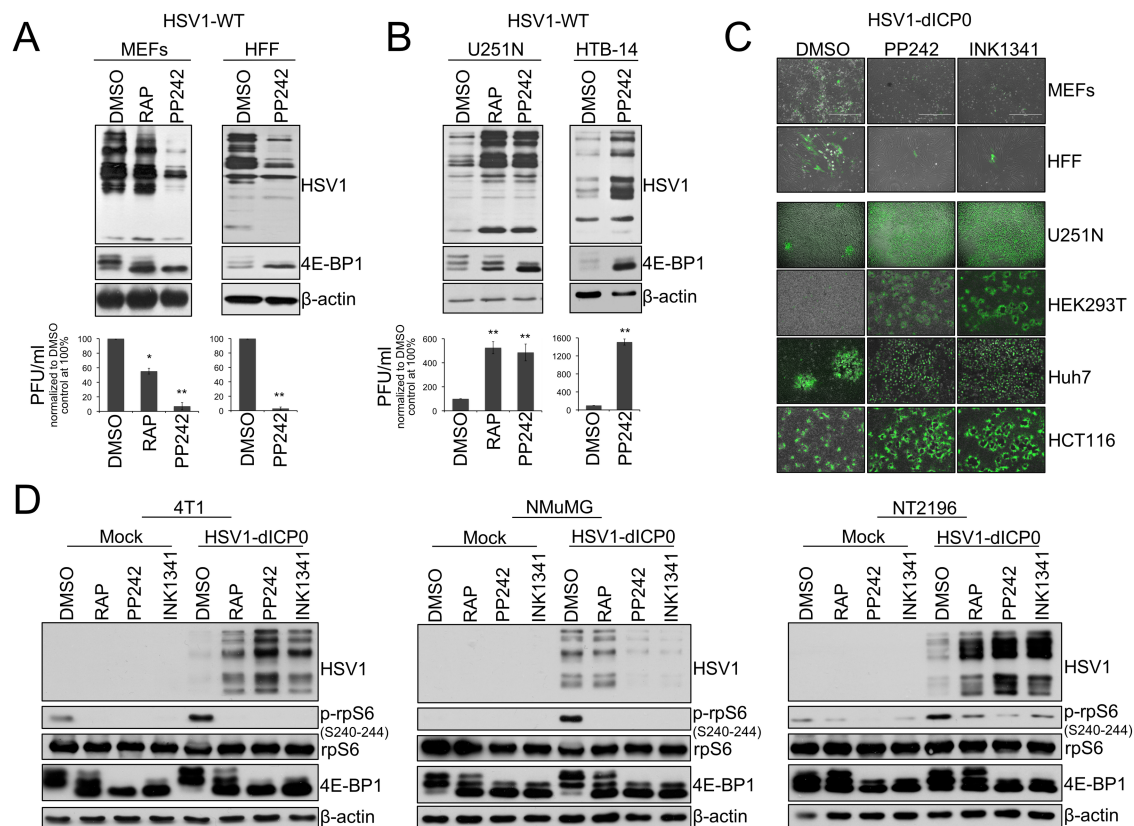 A
HSV1-WT
MEFs
HFF
DMSO
RAP
PP242
DMSO
PP242
HSV1
4E-BP1
β-actin
PFU/ml
normalized to DMSO
control at 100%
100
80
60
40
20
0
*
**
DMSO
RAP
PP242
100
80
60
40
20
0
**
DMSO
PP242
B
HSV1-WT
U251N
HTB-14
DMSO
RAP
PP242
DMSO
PP242
HSV1
4E-BP1
β-actin
PFU/ml
normalized to DMSO
control at 100%
600
400
200
0
**
**
DMSO
RAP
PP242
1600
1200
800
400
0
**
DMSO
PP242
C
HSV1-dICP0
DMSO
PP242
INK1341
MEFs
HFF
U251N
HEK293T
Huh7
HCT116
D
4T1
Mock
HSV1-dICP0
DMSO
RAP
PP242
INK1341
DMSO
RAP
PP242
INK1341
HSV1
p-rpS6
(S240-244)
rpS6
4E-BP1
β-actin
NMuMG
Mock
HSV1-dICP0
DMSO
RAP
PP242
INK1341
DMSO
RAP
PP242
INK1341
HSV1
p-rpS6
(S240-244)
rpS6
4E-BP1
β-actin
NT2196
Mock
HSV1-dICP0
DMSO
RAP
PP242
INK1341
DMSO
RAP
PP242
INK1341
HSV1
p-rpS6
(S240-244)
rpS6
4E-BP1
β-actin